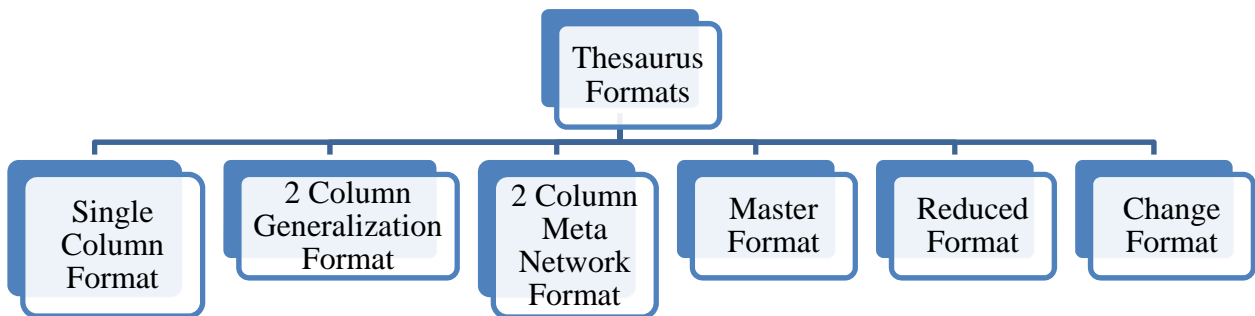 Thesaurus
Formats
Single
Column
Format
2 Column
Generalization
Format
2 Column
Meta
Network
Format
Master
Format
Reduced
Format
Change
Format